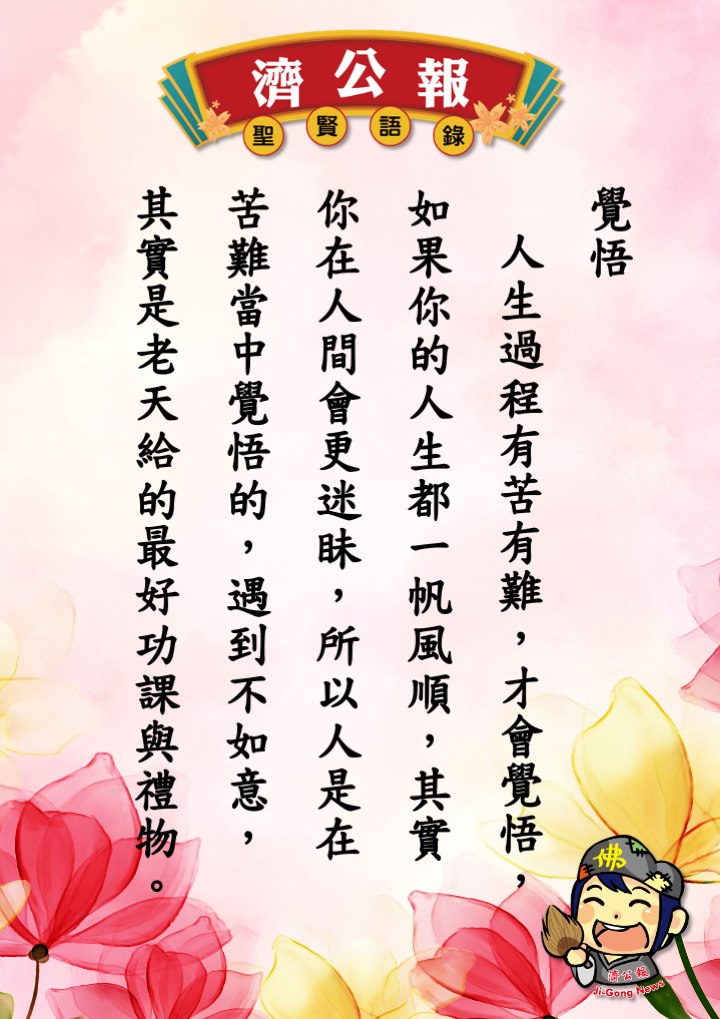 濟公報
聖賢語錄
覺悟
人生過程有苦有難，才會覺悟，
如果你的人生都一帆風順，其實
你在人間會更迷昧，所以人是在
苦難當中覺悟的，遇到不如意，
其實是老天給的最好功課與禮物。
佛
濟公報
Ji-Gong News